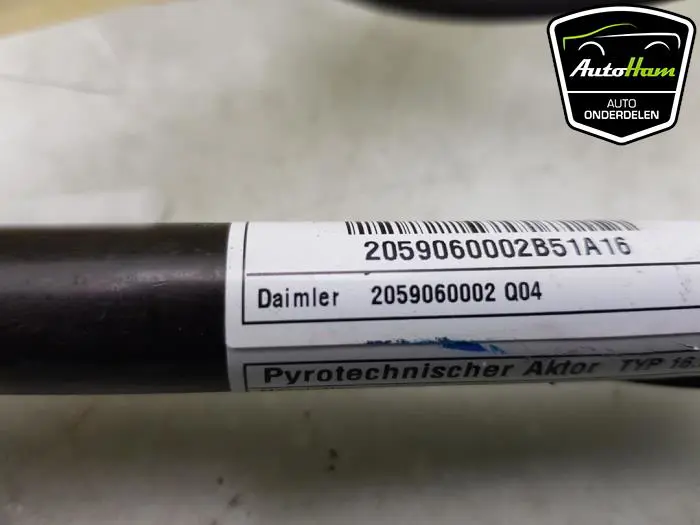 AutoHam
AUTO
ONDERDELEN
2059060002B51A16
Daimler 2059060002 Q04
Pyrotechnischer Aktor TYP 16